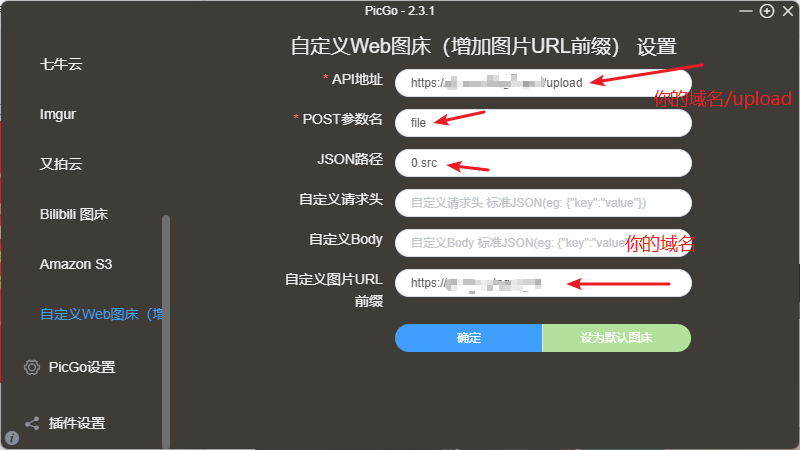 PicGo - 2.3.1
七牛云
Imgur
又拍云
Bilibili 图床
Amazon S3
自定义Web图床（增
PicGo设置
插件设置
自定义Web图床（增加图片URL前缀） 设置
* API地址
https://
/upload
你的域名/upload
* POST参数名
file
JSON路径
0.src
自定义请求头
自定义请求头 标准JSON(eg: {"key":"value"})
自定义Body
自定义Body 标准JSON(eg: {"key":"value"
你的域名
自定义图片URL
前缀
https://
确定
设为默认图床